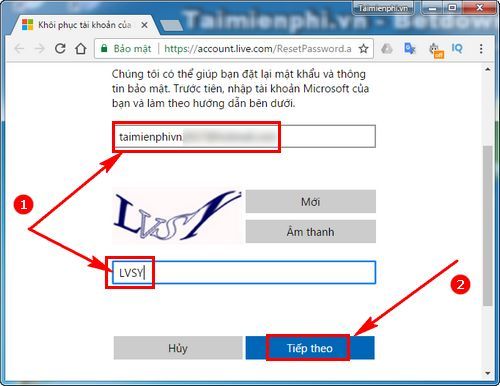 Taimienphi.vn
Khôi phục tài khoản của
Bảo mật https://account.live.com/ResetPassword.a
Chúng tôi có thể giúp bạn đặt lại mật khẩu và thông
tin bảo mật. Trước tiên, nhập tài khoản Microsoft của
bạn và làm theo hướng dẫn bên dưới.
taimienphivn
1
LVSY
Mới
Âm thanh
LVSY
2
Hủy
Tiếp theo